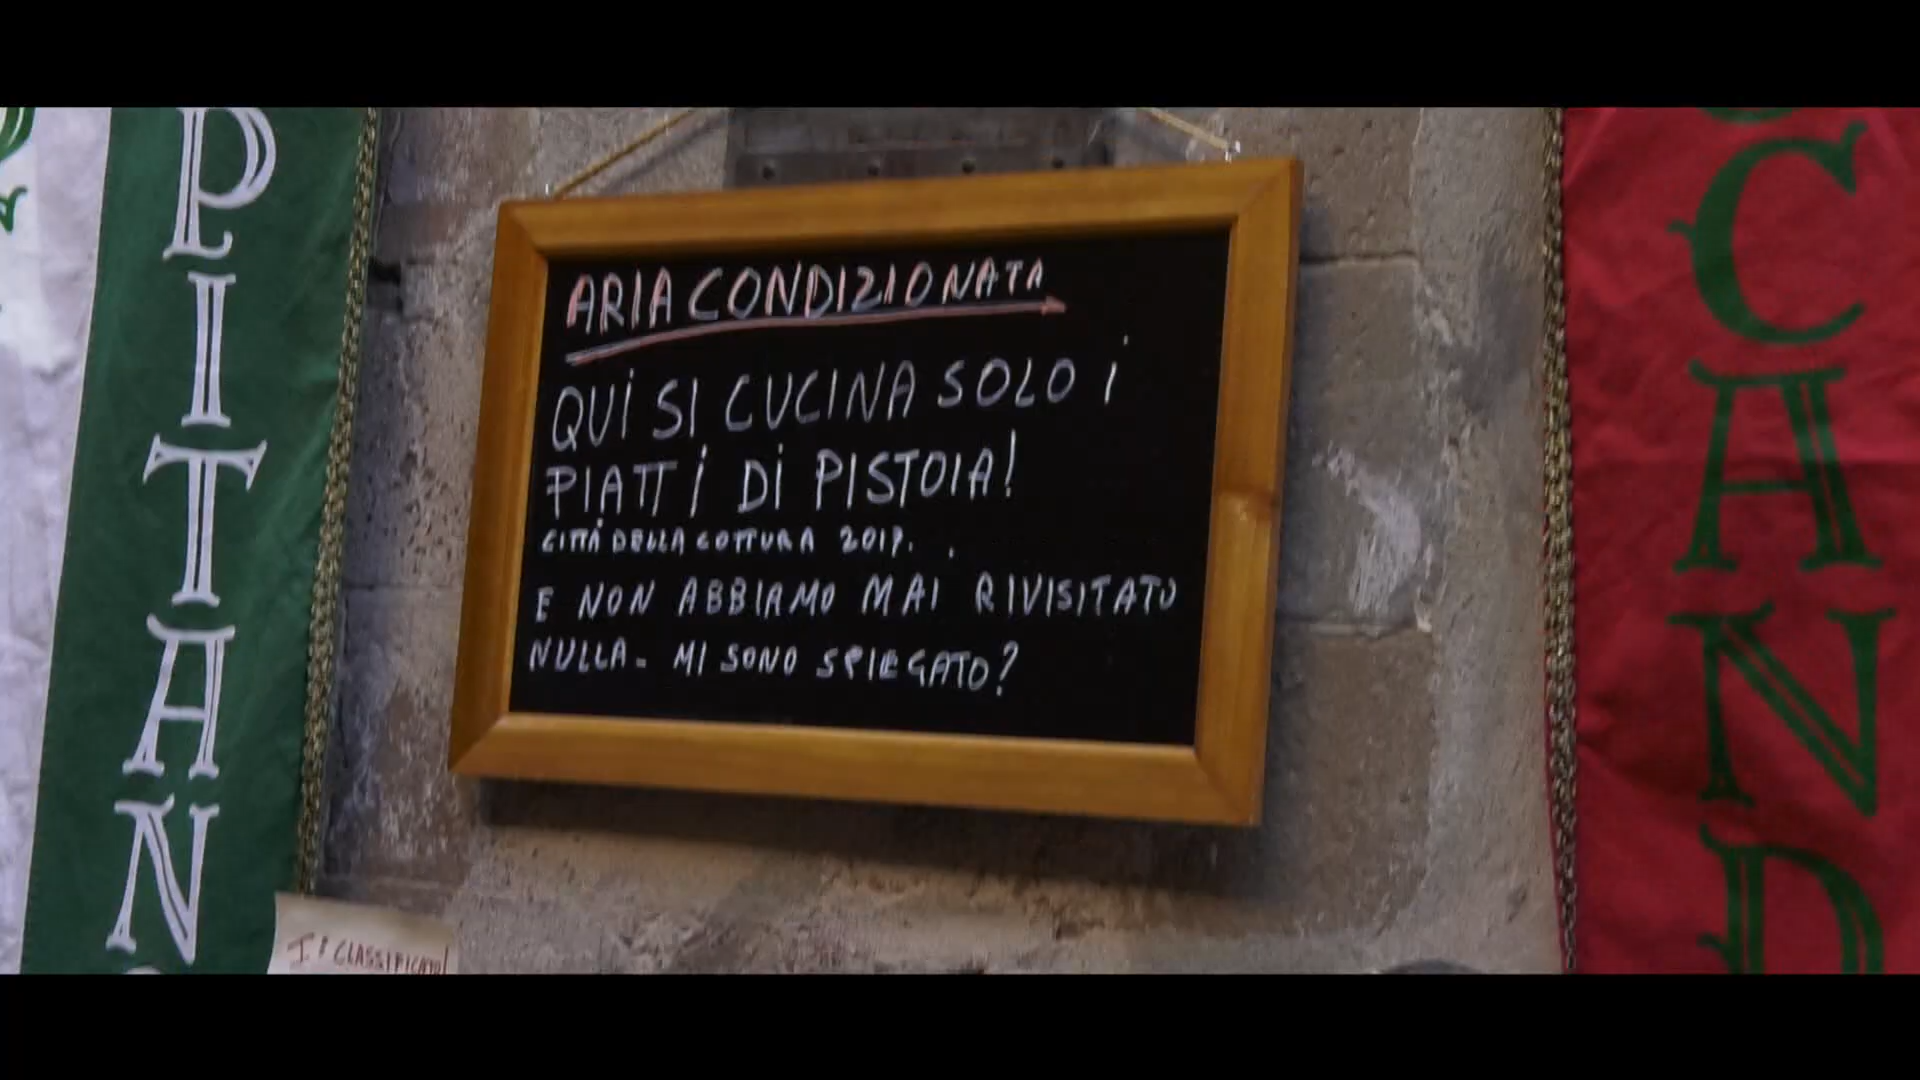 PITAN
ARIA CONDIZIONATA
QUI SI CUCINA SOLO i
PIATTI DI PISTOIA!
CITTÀ DELLA COTTURA 2017.
E NON ABBIAMO MAI RIVISITATO
NULLA- MI SONO SPIEGATO?
I° CLASSIFICATO!
CAND